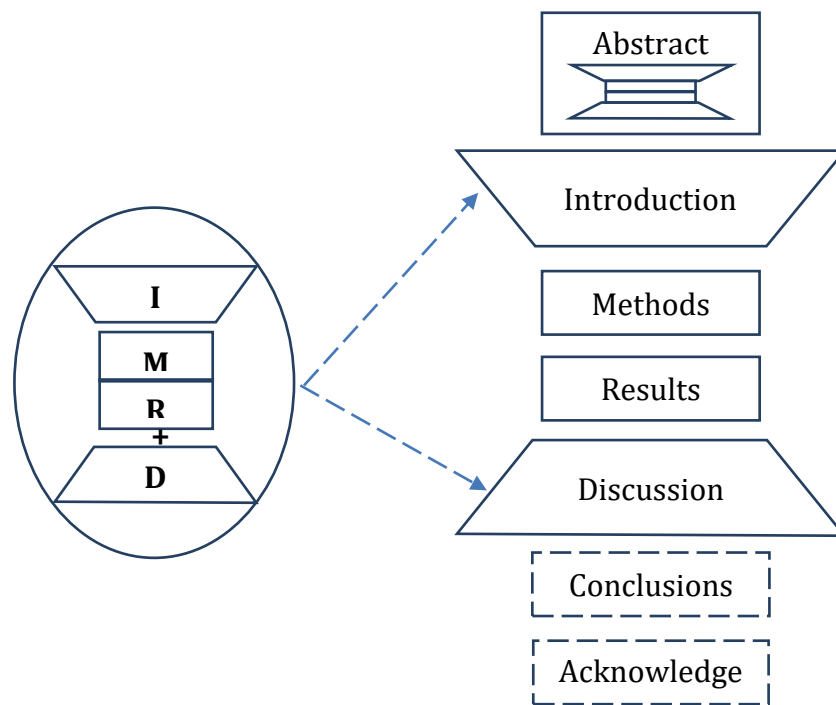 Abstract
Introduction
I
M
R
+
D
Methods
Results
Discussion
Conclusions
Acknowledge